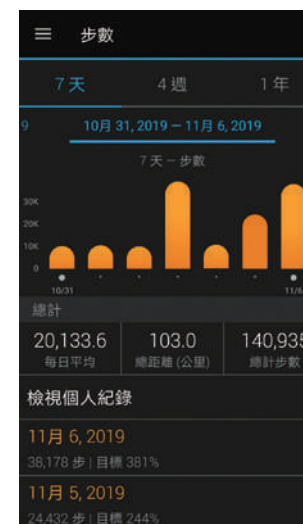 步數
7天 4週 1年
9 10月 31, 2019 – 11月 6, 2019
7天 – 步數
30K
20K
10K
0
10/31 11/6
總計
20,133.6 103.0 140,935
每日平均 總距離 (公里) 總計步數
檢視個人紀錄
11月 6, 2019
38,178 步 | 目標 381%
11月 5, 2019
24,432 步 | 目標 244%